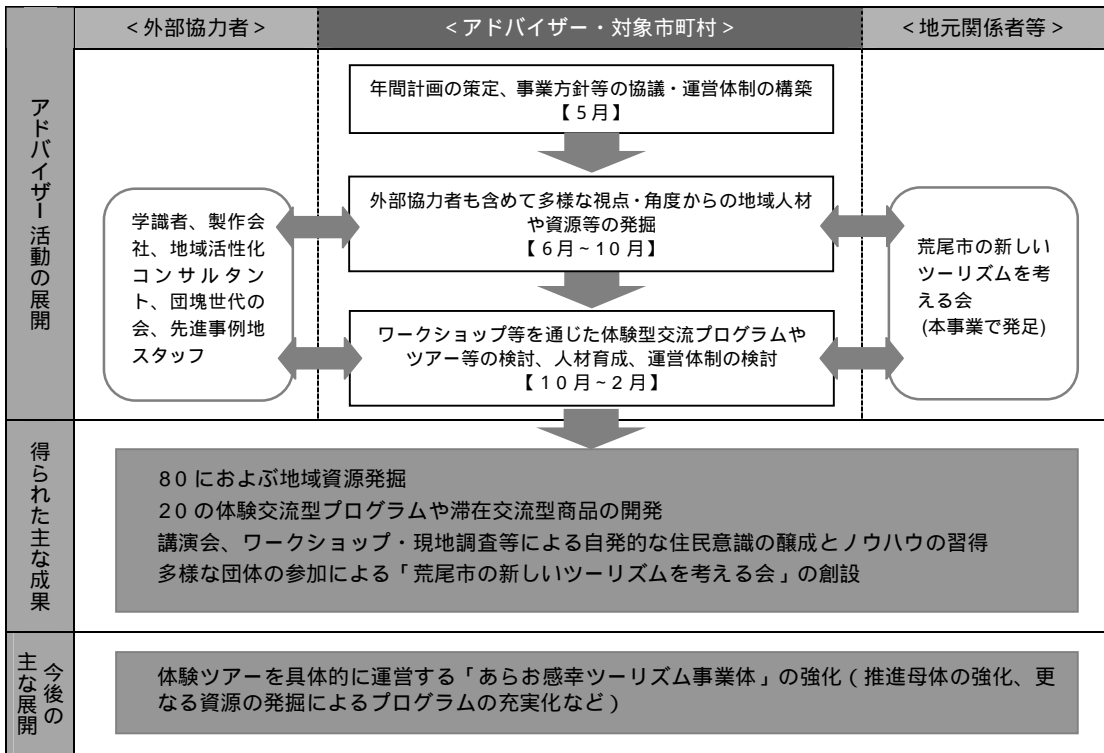 ＜外部協力者＞
＜アドバイザー・対象市町村＞
＜地元関係者等＞
アドバイザー活動の展開
年間計画の策定、事業方針等の協議・運営体制の構築
【５月】
外部協力者も含めて多様な視点・角度からの地域人材
や資源等の発掘
【６月~１０月】
ワークショップ等を通じた体験型交流プログラムや
ツアー等の検討、人材育成、運営体制の検討
【１０月~２月】
学識者、製作会
社、地域活性化
コンサルタン
ト、団塊世代の
会、先進事例地
スタッフ
荒尾市の新しい
ツーリズムを考
える会
(本事業で発足)
得られた主な成果
８０におよぶ地域資源発掘
２０の体験交流型プログラムや滞在交流型商品の開発
講演会、ワークショップ・現地調査等による自発的な住民意識の醸成とノウハウの習得
多様な団体の参加による「荒尾市の新しいツーリズムを考える会」の創設
今後の
主な展開
体験ツアーを具体的に運営する「あらお感幸ツーリズム事業体」の強化（推進母体の強化、更
なる資源の発掘によるプログラムの充実化など）